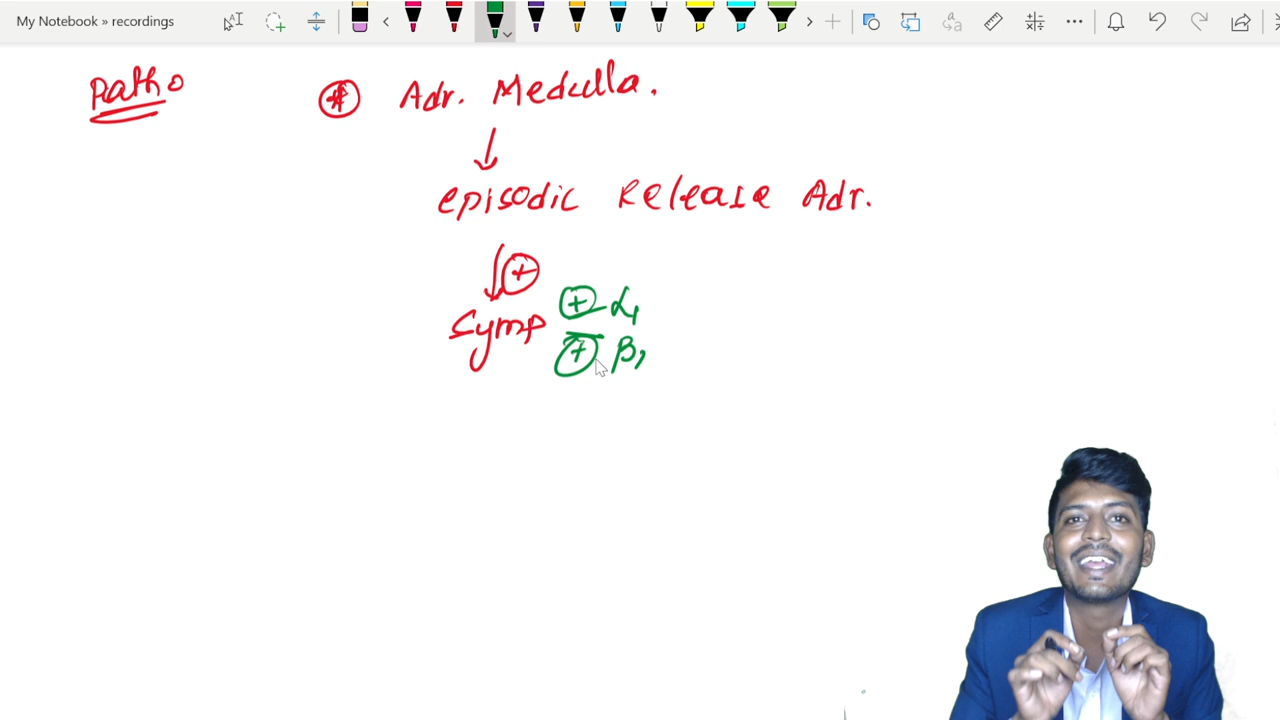 My Notebook » recordings
Patho
Adr. Medulla.
↓
episodic Release Adr.
↓ +
Symp
+ α1
+ β1